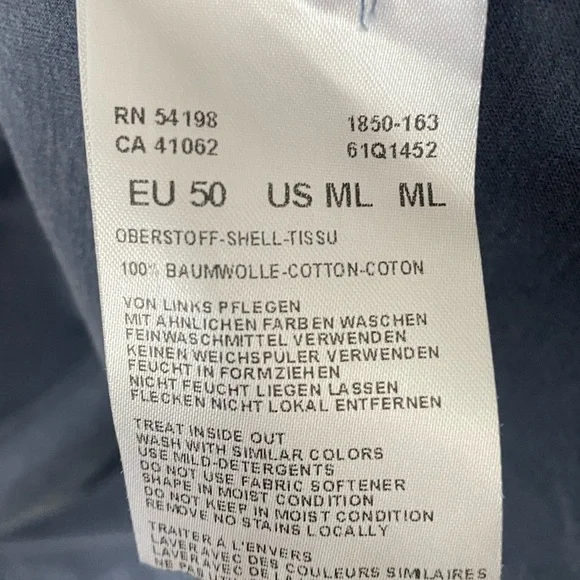 RN 54198 1850-163
CA 41062 61Q1452
EU 50 US ML ML
OBERSTOFF-SHELL-TISSU
100% BAUMWOLLE-COTTON-COTON
VON LINKS PFLEGEN
MIT AHNLICHEN FARBEN WASCHEN
FEINWASCHMITTEL VERWENDEN
KEINEN WEICHSPULER VERWENDEN
FEUCHT IN FORMZIEHEN
NICHT FEUCHT LIEGEN LASSEN
FLECKEN NICHT LOKAL ENTFERNEN
TREAT INSIDE OUT
WASH WITH SIMILAR COLORS
USE MILD-DETERGENTS
DO NOT USE FABRIC SOFTENER
SHAPE IN MOIST CONDITION
DO NOT KEEP IN MOIST CONDITION
REMOVE NO STAINS LOCALLY
TRAITER A L'ENVERS
LAVER AVEC DES COULEURS SIMILAIRES
NE PAS